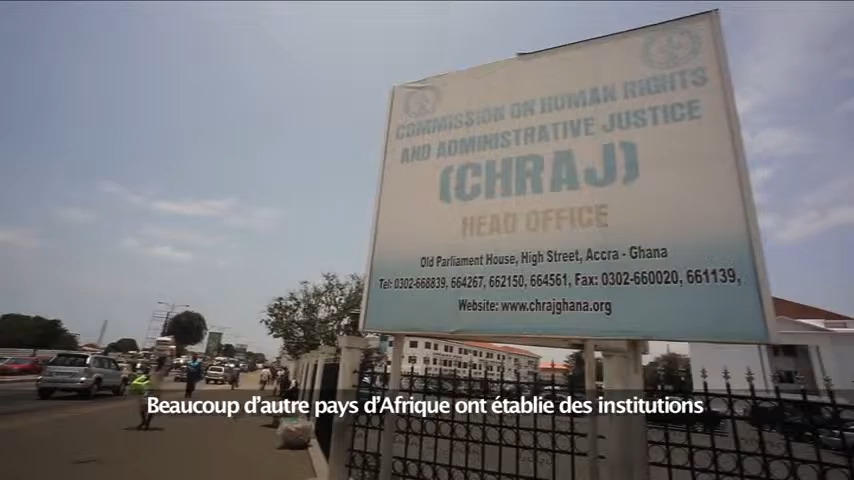 COMMISSION ON HUMAN RIGHTS
AND ADMINISTRATIVE JUSTICE
(CHRAJ)
HEAD OFFICE
Old Parliament House, High Street, Accra - Ghana
Tel: 0302-668839, 664267, 662150, 664561, Fax: 0302-660020, 661139,
Website: www.chrajghana.org
Beaucoup d'autre pays d'Afrique ont établie des institutions